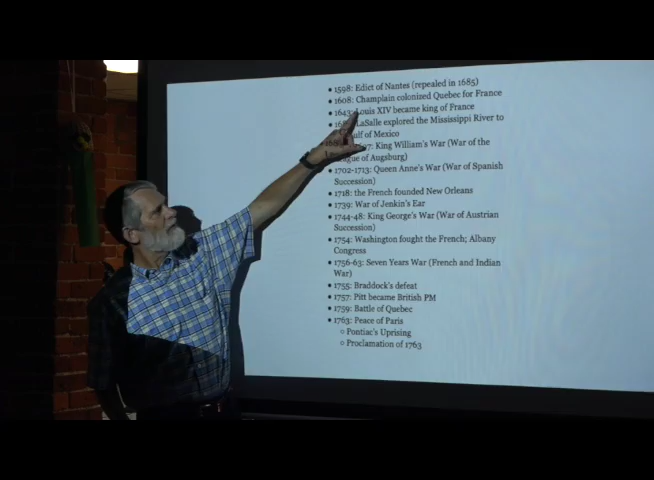 • 1598: Edict of Nantes (repealed in 1685)
• 1608: Champlain colonized Quebec for France
• 1643: Louis XIV became king of France
LaSalle explored the Mississippi River to
of Mexico
King William's War (War of the
of Augsburg)
• 1702-1713: Queen Anne's War (War of Spanish
Succession)
• 1718: the French founded New Orleans
• 1739: War of Jenkin's Ear
• 1744-48: King George's War (War of Austrian
Succession)
• 1754: Washington fought the French; Albany
Congress
• 1756-63: Seven Years War (French and Indian
War)
• 1755: Braddock's defeat
• 1757: Pitt became British PM
• 1759: Battle of Quebec
• 1763: Peace of Paris
○ Pontiac's Uprising
○ Proclamation of 1763